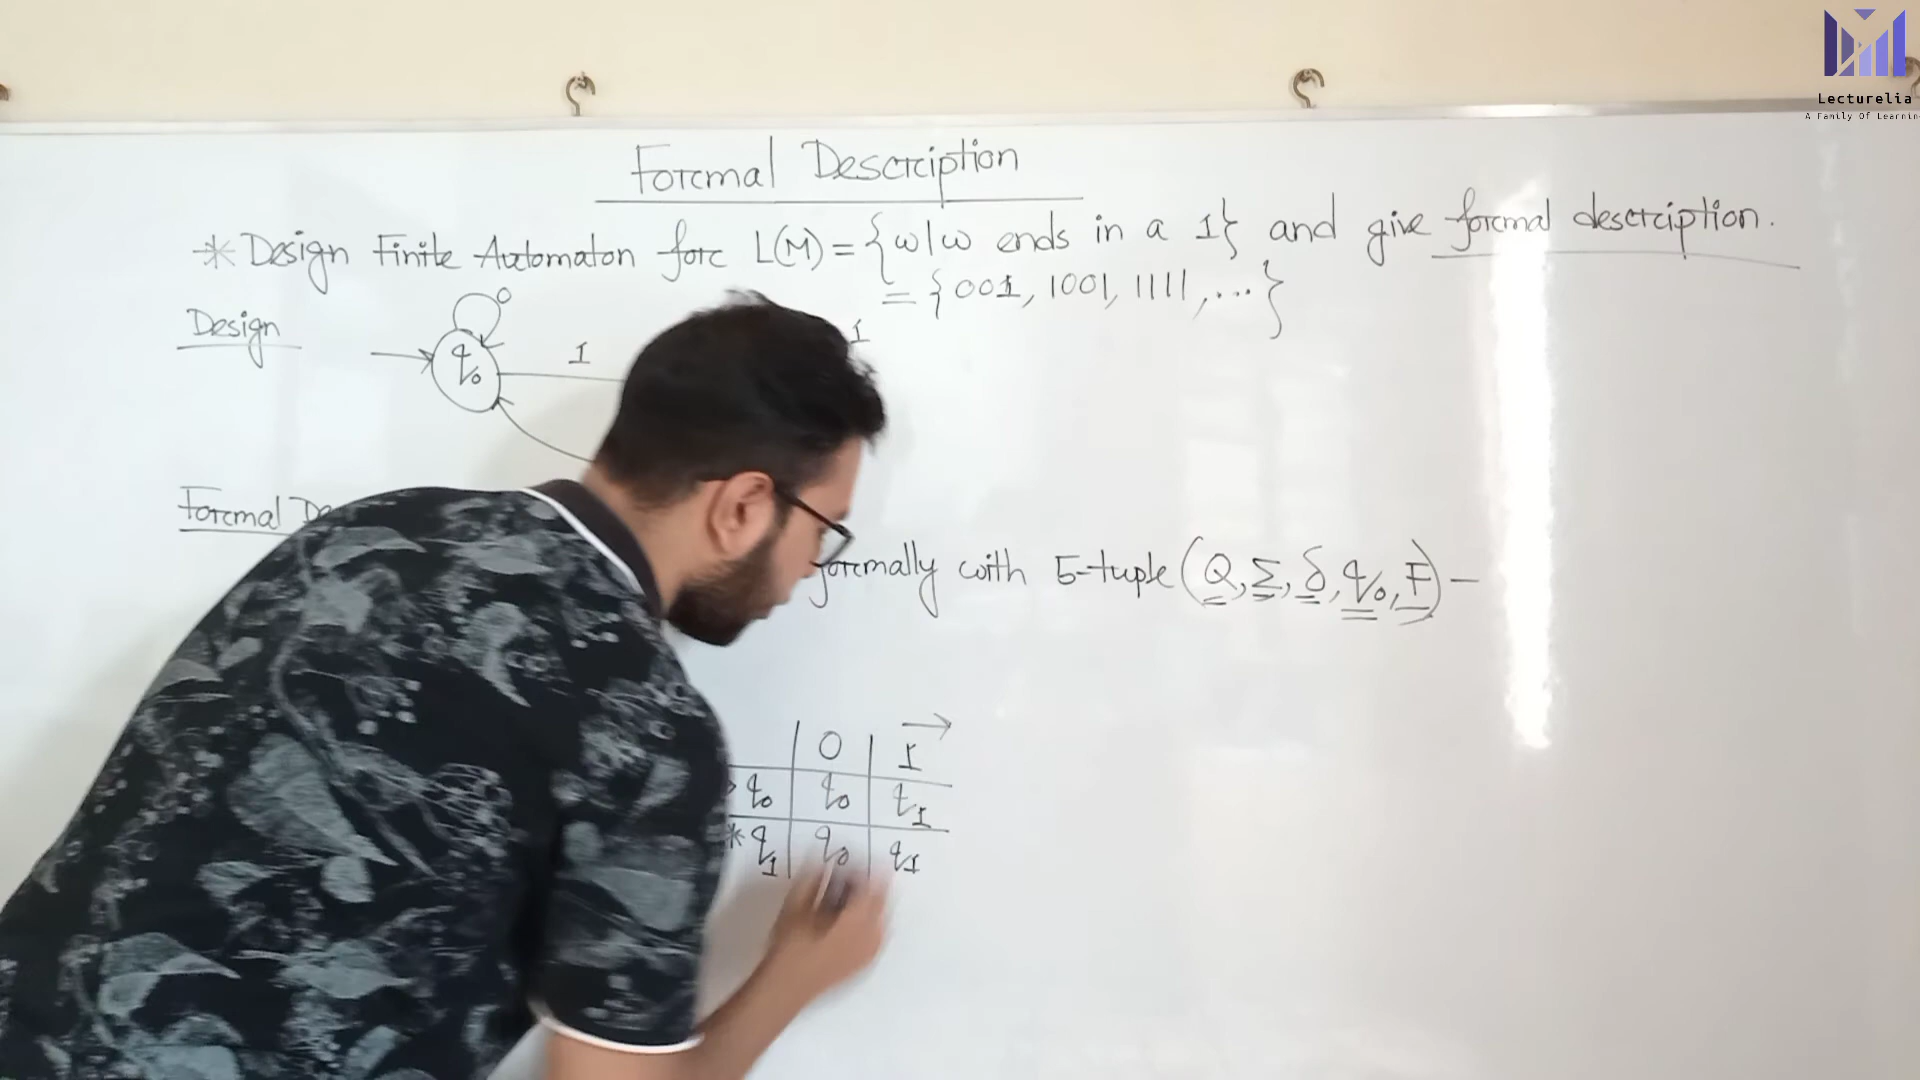 Lecturelia
A Family Of Learnin
Formal Description
* Design Finite Automaton for L(M) = {w|w ends in a 1} and give formal description.
= {001, 1001, 1111, ...}
Design
0
q0
1
1
Formal De
formally with 5-tuple (Q, Σ, δ, q0, F) —
0 | 1 →
q0 | q0 | q1
* q1 | q0 | q1